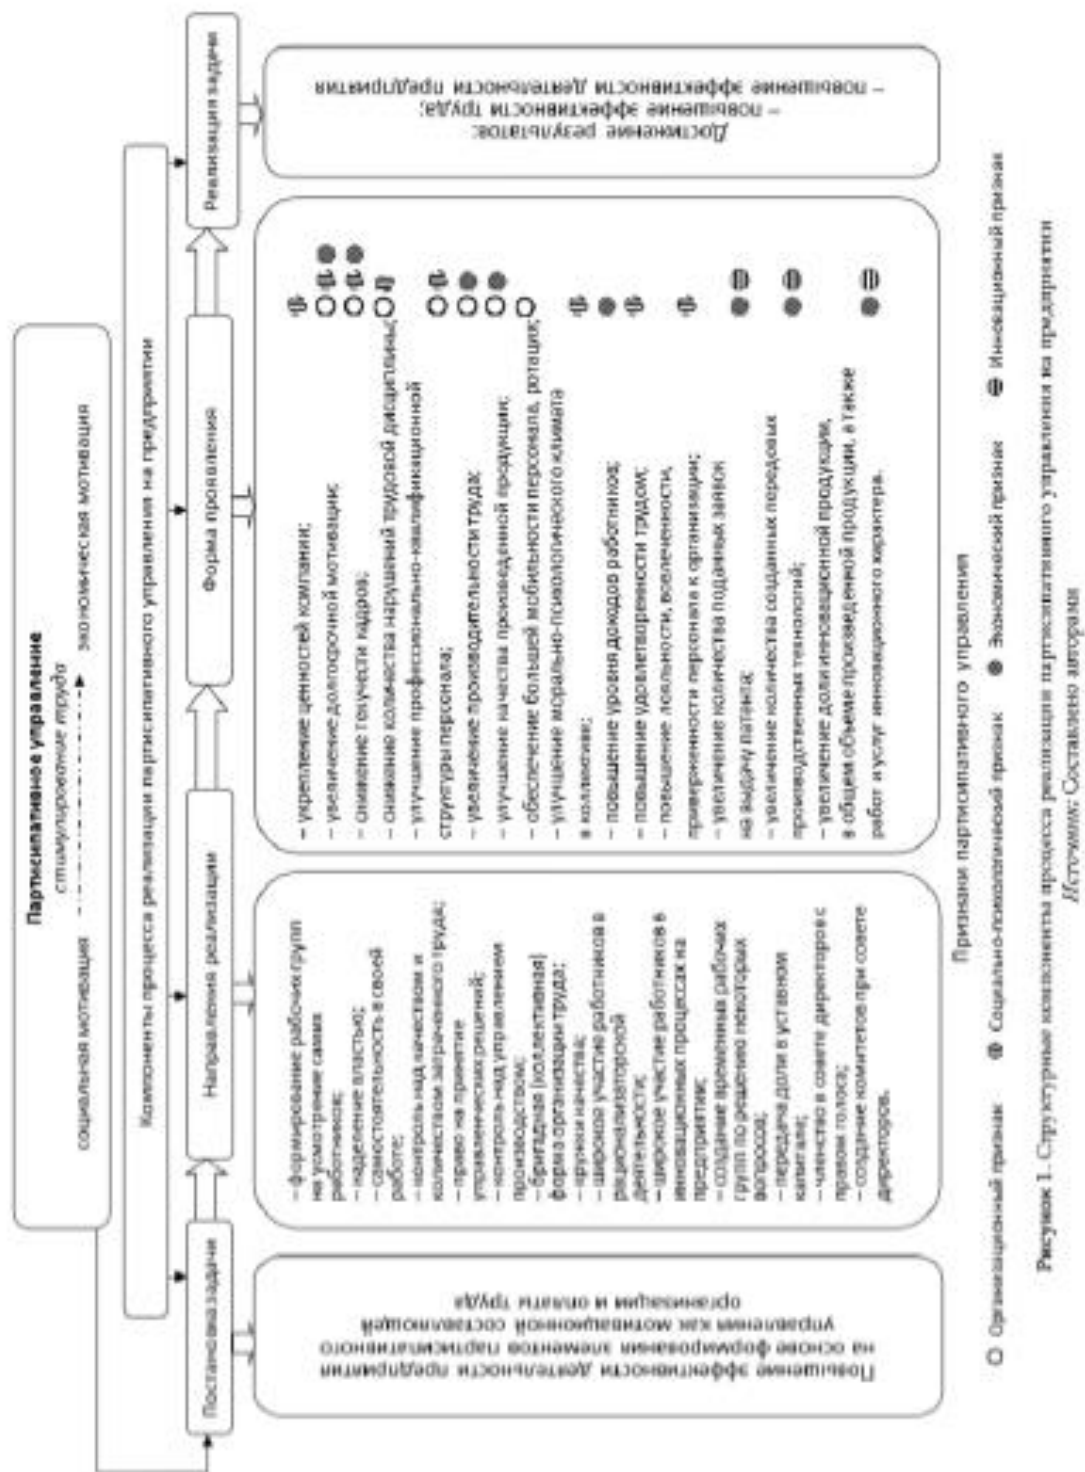 Партисипативное управление
стимулирование труда
социальная мотивация
экономическая мотивация
Компоненты процесса реализации партисипативного управления на предприятии
Постановка задачи
Направления реализации
Форма проявления
Реализация задачи
Повышение эффективности деятельности предприятия
на основе формирования элементов партисипативного
управления как мотивационной составляющей
организации и оплаты труда
– формирование рабочих групп
на усмотрение самих
работников;
– наделение властью;
– самостоятельность в своей
работе;
– контроль над качеством и
количеством затраченного труда;
– право на принятие
управленческих решений;
– контроль над управлением
производством;
– бригадная (коллективная)
форма организации труда;
– кружки качества;
– широкое участие работников в
рационализаторской
деятельности;
– широкое участие работников в
инновационных процессах на
предприятии;
– создание временных рабочих
групп по решению некоторых
вопросов;
– передача доли в уставном
капитале;
– членство в совете директоров с
правом голоса;
– создание комитетов при совете
директоров.
– укрепление ценностей компании;
– увеличение долгосрочной мотивации;
– снижение текучести кадров;
– снижение количества нарушений трудовой дисциплины;
– улучшение профессионально-квалификационной
структуры персонала;
– увеличение производительности труда;
– улучшение качества произведенной продукции;
– обеспечение большей мобильности персонала, ротация;
– улучшение морально-психологического климата
в коллективе;
– повышение уровня доходов работников;
– повышение удовлетворенности трудом;
– повышение лояльности, вовлеченности,
приверженности персонала к организации;
– увеличение количества поданных заявок
на выдачу патента;
– увеличение количества созданных передовых
производственных технологий;
– увеличение доли инновационной продукции,
в общем объеме произведенной продукции, а также
работ и услуг инновационного характера.
Достижение результатов:
– повышение эффективности труда;
– повышение эффективности деятельности предприятия
Признаки партисипативного управления
Организационный признак
Социально-психологический признак
Экономический признак
Инновационный признак
Рисунок 1. Структурные компоненты процесса реализации партисипативного управления на предприятии
Источник: Составлено авторами